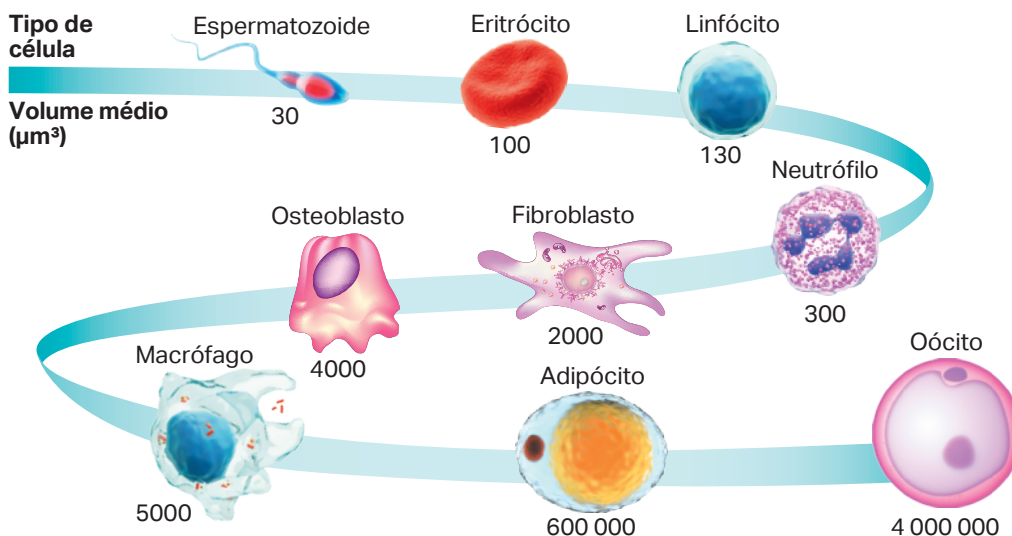 Tipo de
célula
Espermatozoide
Eritrócito
Linfócito
Volume médio
(µm³)
30
100
130
Neutrófilo
300
Fibroblasto
2000
Osteoblasto
4000
Macrófago
5000
Adipócito
600 000
Oócito
4 000 000